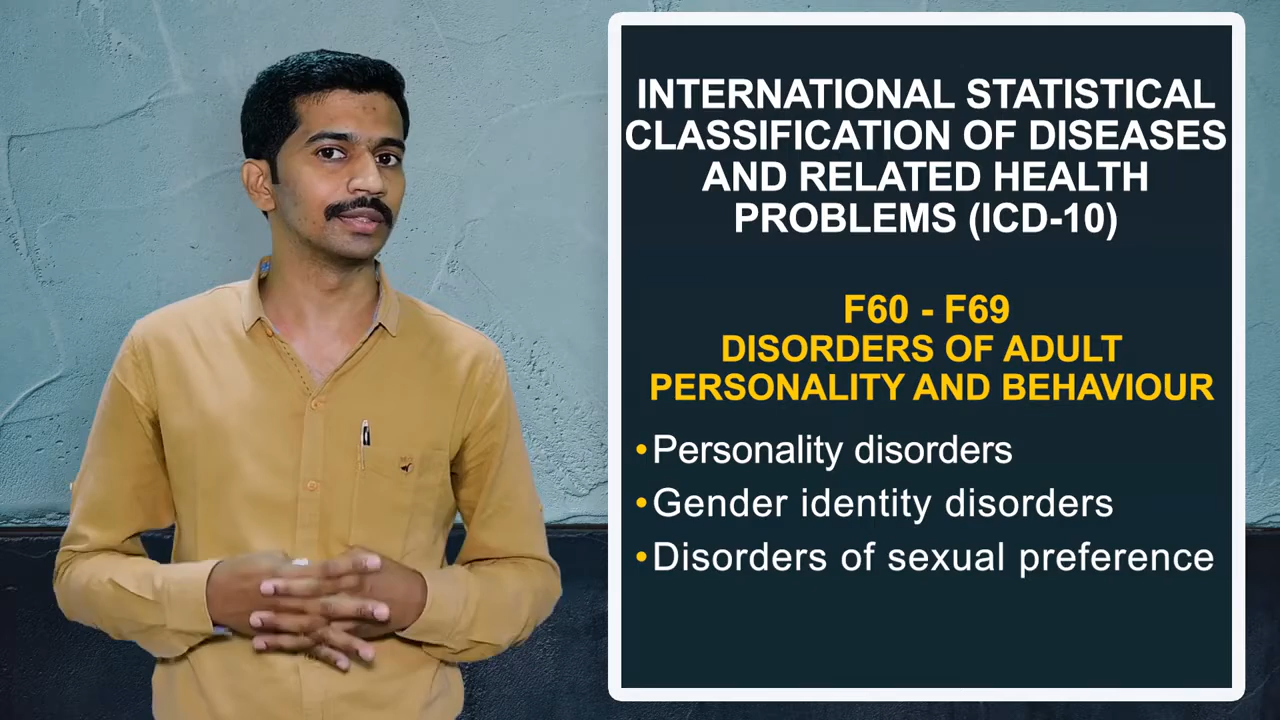 INTERNATIONAL STATISTICAL
CLASSIFICATION OF DISEASES
AND RELATED HEALTH
PROBLEMS (ICD-10)
F60 - F69
DISORDERS OF ADULT
PERSONALITY AND BEHAVIOUR
•Personality disorders
•Gender identity disorders
•Disorders of sexual preference